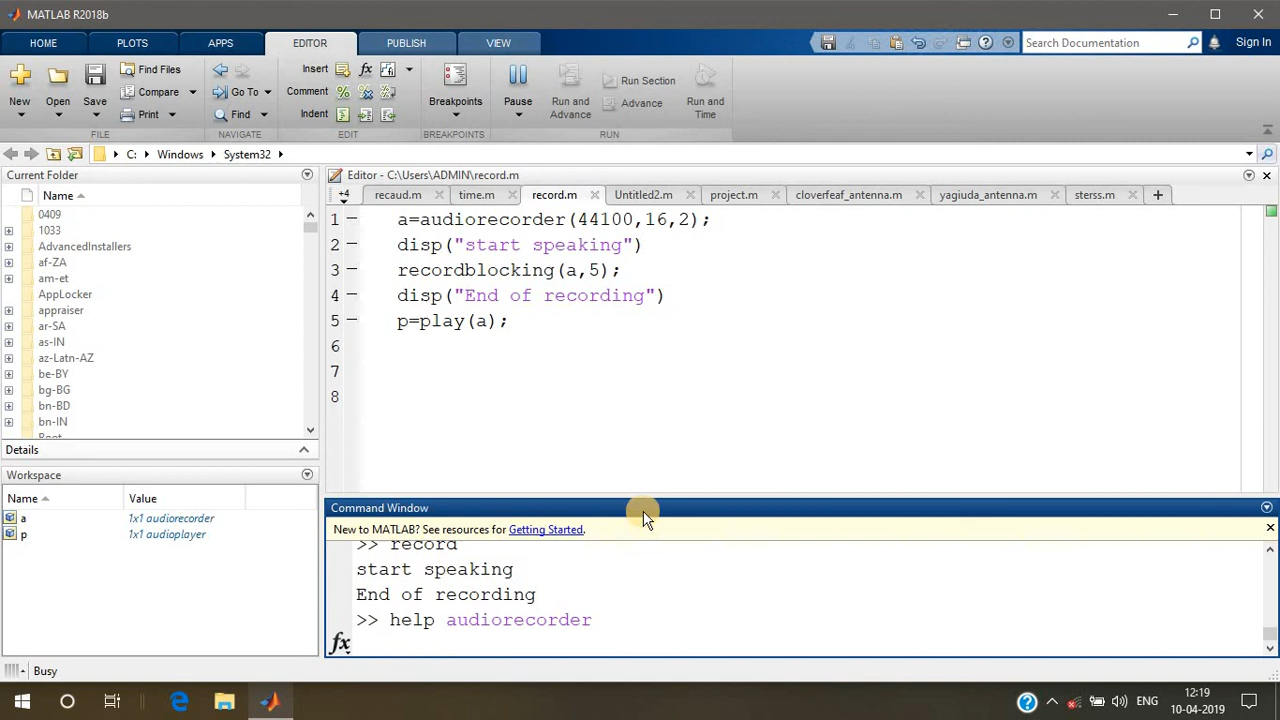 MATLAB R2018b
HOME PLOTS APPS EDITOR PUBLISH VIEW
Search Documentation
Sign In
New Open Save
Find Files
Compare
Print
FILE
Go To
Find
NAVIGATE
Insert fx
Comment %
Indent
EDIT
Breakpoints
BREAKPOINTS
Pause
Run and Advance
Run Section
Advance
Run and Time
RUN
C: Windows System32
Current Folder
Name
0409
1033
AdvancedInstallers
af-ZA
am-et
AppLocker
appraiser
ar-SA
as-IN
az-Latn-AZ
be-BY
bg-BG
bn-BD
bn-IN
Boot
Details
Workspace
Name Value
a 1x1 audiorecorder
p 1x1 audioplayer
Editor - C:\Users\ADMIN\record.m
+4 recaud.m time.m record.m Untitled2.m project.m cloverfeaf_antenna.m yagiuda_antenna.m sterss.m
1 a=audiorecorder(44100,16,2);
2 disp("start speaking")
3 recordblocking(a,5);
4 disp("End of recording")
5 p=play(a);
6
7
8
Command Window
New to MATLAB? See resources for Getting Started.
>> record
start speaking
End of recording
>> help audiorecorder
fx
Busy
ENG
12:19
10-04-2019